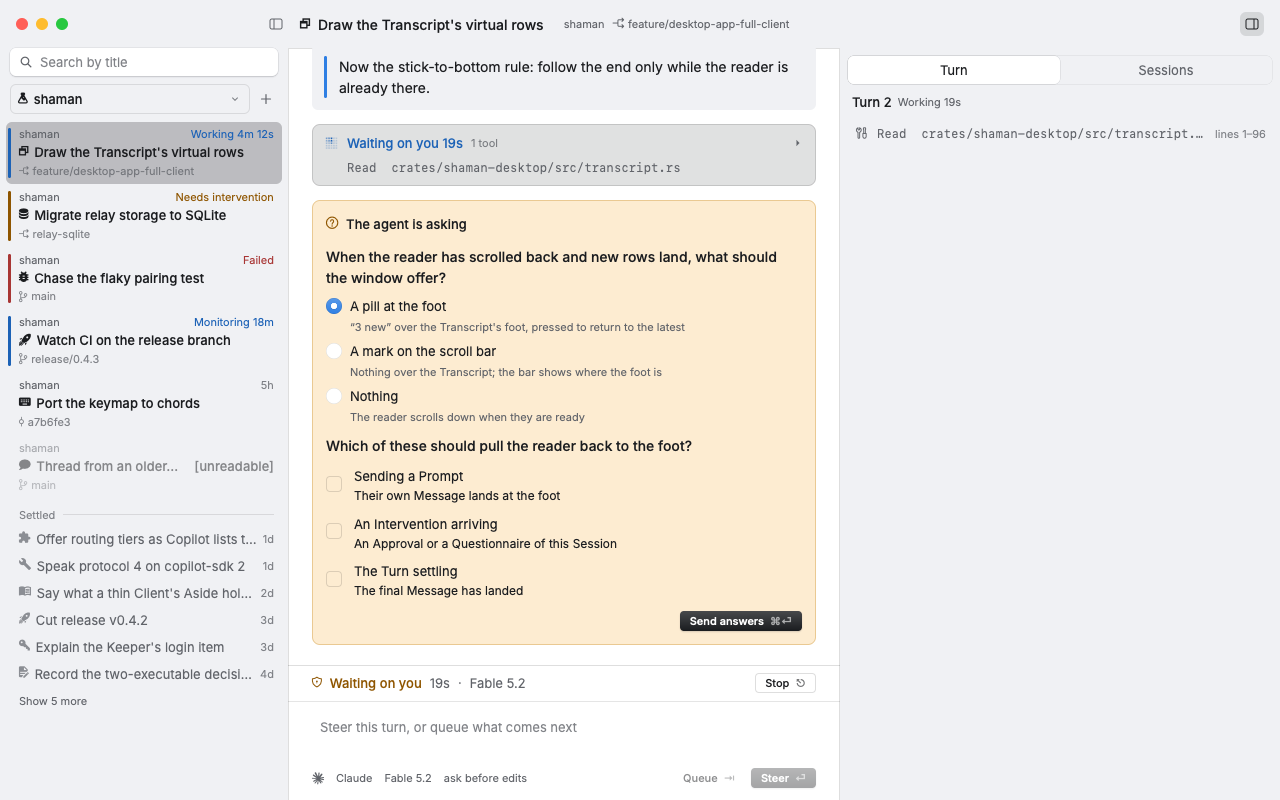 Draw the Transcript's virtual rows
shaman feature/desktop-app-full-client
Search by title
shaman
shaman Working 4m 12s
Draw the Transcript's virtual rows
feature/desktop-app-full-client
shaman Needs intervention
Migrate relay storage to SQLite
relay-sqlite
shaman Failed
Chase the flaky pairing test
main
shaman Monitoring 18m
Watch CI on the release branch
release/0.4.3
shaman 5h
Port the keymap to chords
a7b6fe3
shaman
Thread from an older... [unreadable]
main
Settled
Offer routing tiers as Copilot lists t... 1d
Speak protocol 4 on copilot-sdk 2 1d
Say what a thin Client's Aside hol... 2d
Cut release v0.4.2 3d
Explain the Keeper's login item 3d
Record the two-executable decisi... 4d
Show 5 more
Now the stick-to-bottom rule: follow the end only while the reader is
already there.
Waiting on you 19s 1 tool
Read crates/shaman-desktop/src/transcript.rs
The agent is asking
When the reader has scrolled back and new rows land, what should
the window offer?
A pill at the foot
“3 new” over the Transcript's foot, pressed to return to the latest
A mark on the scroll bar
Nothing over the Transcript; the bar shows where the foot is
Nothing
The reader scrolls down when they are ready
Which of these should pull the reader back to the foot?
Sending a Prompt
Their own Message lands at the foot
An Intervention arriving
An Approval or a Questionnaire of this Session
The Turn settling
The final Message has landed
Send answers ⌘⏎
Waiting on you 19s · Fable 5.2
Stop
Steer this turn, or queue what comes next
Claude Fable 5.2 ask before edits
Queue ⇥ Steer ⏎
Turn Sessions
Turn 2 Working 19s
Read crates/shaman-desktop/src/transcript.… lines 1–96